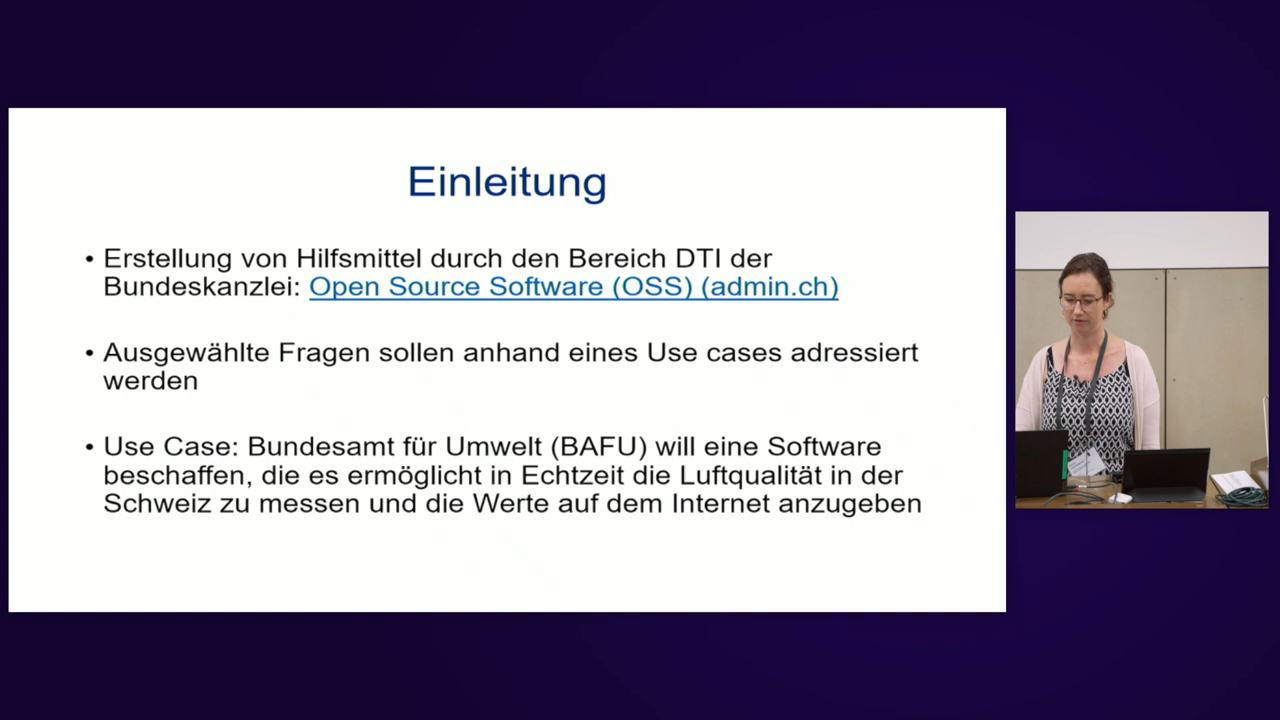 Einleitung
• Erstellung von Hilfsmittel durch den Bereich DTI der
Bundeskanzlei: Open Source Software (OSS) (admin.ch)
• Ausgewählte Fragen sollen anhand eines Use cases adressiert
werden
• Use Case: Bundesamt für Umwelt (BAFU) will eine Software
beschaffen, die es ermöglicht in Echtzeit die Luftqualität in der
Schweiz zu messen und die Werte auf dem Internet anzugeben